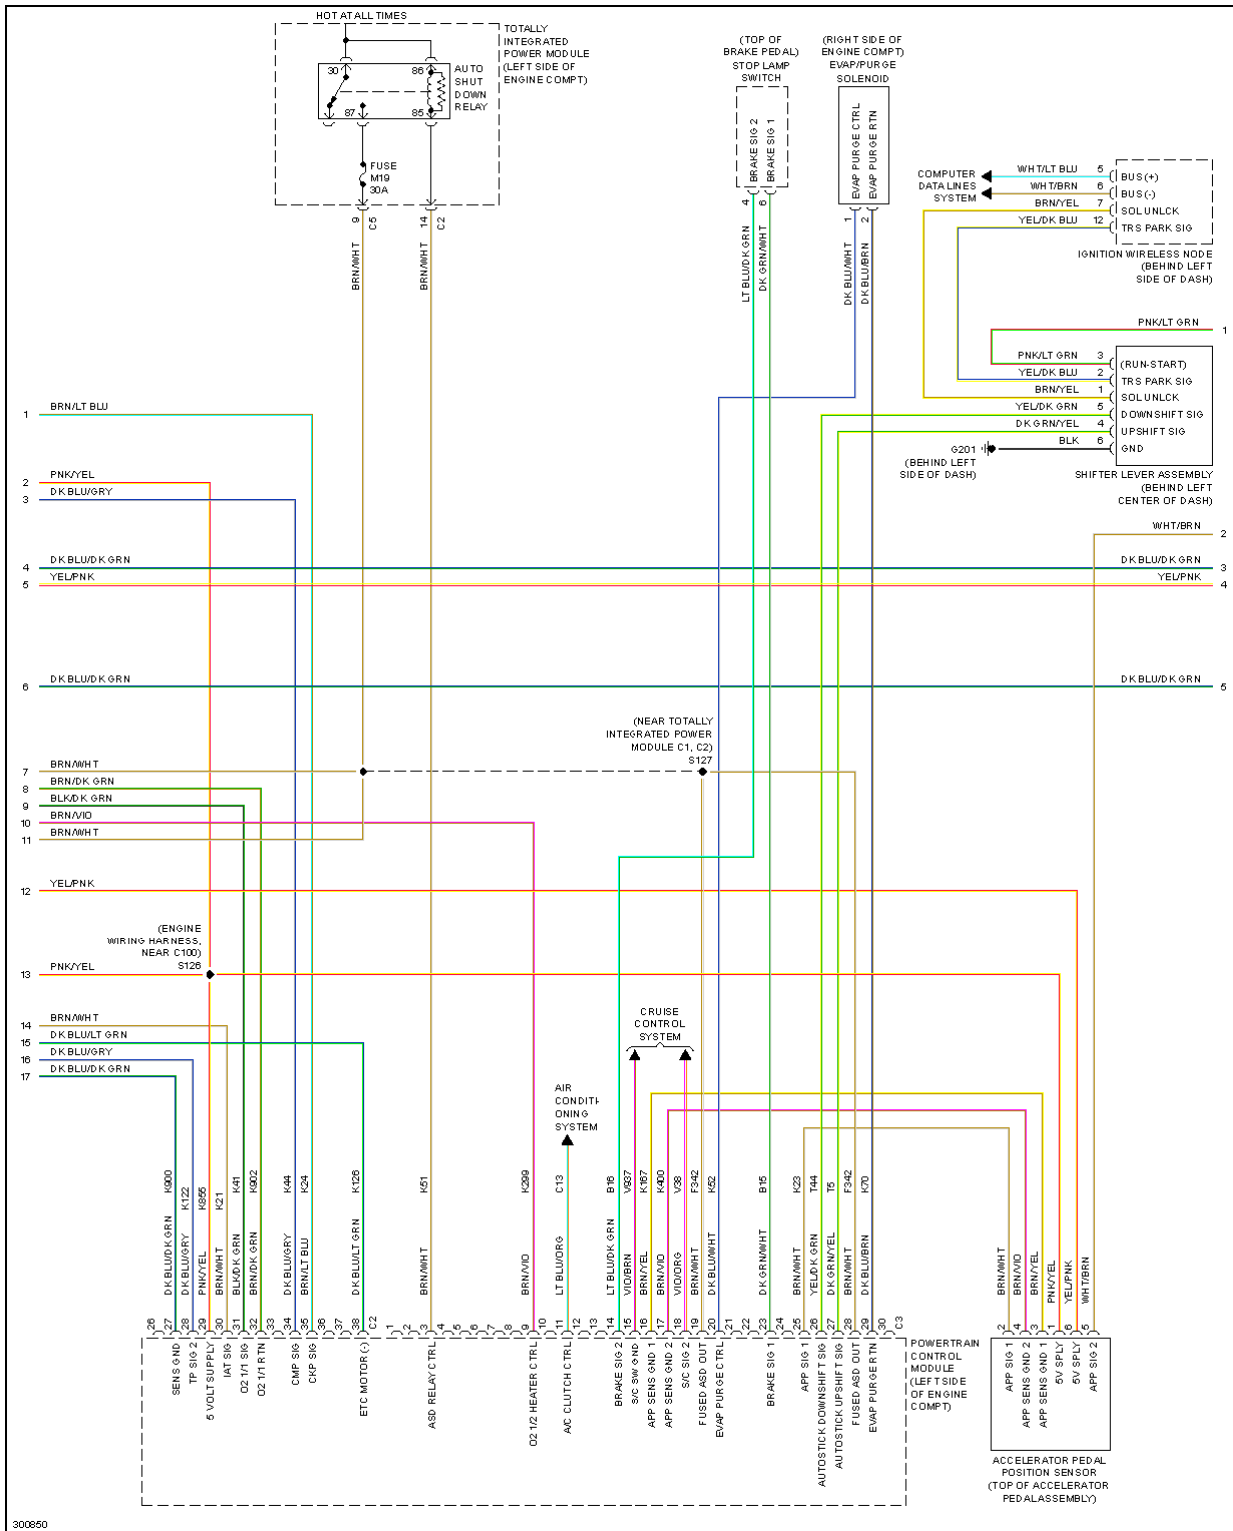 HOT AT ALL TIMES
TOTALLY
INTEGRATED
POWER MODULE
(LEFT SIDE OF
ENGINE COMPT)
30
86
AUTO
SHUT
DOWN
RELAY
87
85
FUSE
M19
30A
9
C5
14
C2
BRN/WHT
BRN/WHT
(TOP OF
BRAKE PEDAL)
STOP LAMP
SWITCH
BRAKE SIG 2
BRAKE SIG 1
4
6
LT BLU/DK GRN
DK GRN/WHT
(RIGHT SIDE OF
ENGINE COMPT)
EVAP/PURGE
SOLENOID
EVAP PURGE CTRL
EVAP PURGE RTN
1
2
DK BLU/WHT
DK BLU/BRN
COMPUTER
DATA LINES
SYSTEM
WHT/LT BLU 5 BUS(+)
WHT/BRN 6 BUS(-)
BRN/YEL 7 SOL UNLCK
YEL/DK BLU 12 TRS PARK SIG
IGNITION WIRELESS NODE
(BEHIND LEFT
SIDE OF DASH)
PNK/LT GRN 1
PNK/LT GRN 3 (RUN-START)
YEL/DK BLU 2 TRS PARK SIG
BRN/YEL 1 SOL UNLCK
YEL/DK GRN 5 DOWNSHIFT SIG
DK GRN/YEL 4 UPSHIFT SIG
BLK 6 GND
G201
(BEHIND LEFT
SIDE OF DASH)
SHIFTER LEVER ASSEMBLY
(BEHIND LEFT
CENTER OF DASH)
1 BRN/LT BLU
2 PNK/YEL
3 DK BLU/GRY
WHT/BRN 2
4 DK BLU/DK GRN
DK BLU/DK GRN 3
5 YEL/PNK
YEL/PNK 4
6 DK BLU/DK GRN
DK BLU/DK GRN 5
(NEAR TOTALLY
INTEGRATED POWER
MODULE C1, C2)
S127
7 BRN/WHT
8 BRN/DK GRN
9 BLK/DK GRN
10 BRN/VIO
11 BRN/WHT
12 YEL/PNK
(ENGINE
WIRING HARNESS,
NEAR C100)
S126
13 PNK/YEL
14 BRN/WHT
15 DK BLU/LT GRN
16 DK BLU/GRY
17 DK BLU/DK GRN
CRUISE
CONTROL
SYSTEM
AIR
CONDITI-
ONING
SYSTEM
K900
K122
K855
K21
K41
K902
K44
K24
K126
K51
K299
C13
B16
V937
K167
K400
V38
F342
K52
B15
K23
T44
T5
F342
K70
DK BLU/DK GRN
DK BLU/GRY
PNK/YEL
BRN/WHT
BLK/DK GRN
BRN/DK GRN
DK BLU/GRY
BRN/LT BLU
DK BLU/LT GRN
BRN/WHT
BRN/VIO
LT BLU/ORG
LT BLU/DK GRN
VIO/BRN
BRN/YEL
BRN/VIO
VIO/ORG
BRN/WHT
DK BLU/WHT
DK GRN/WHT
BRN/WHT
YEL/DK GRN
DK GRN/YEL
BRN/WHT
DK BLU/BRN
BRN/WHT
BRN/VIO
BRN/YEL
PNK/YEL
YEL/PNK
WHT/BRN
26 27 28 29 30 31 32 33 34 35 36 37 38 C2
1 2 3 4 5 6 7 8 9 10 11 12 13 14 15 16 17 18 19 20 21 22 23 24 25 26 27 28 29 30 C3
2 4 3 1 6 5
SENS GND
TP SIG 2
5 VOLT SUPPLY
IAT SIG
O2 1/1 SIG
O2 1/1 RTN
CMP SIG
CKP SIG
ETC MOTOR (-)
ASD RELAY CTRL
O2 1/2 HEATER CTRL
A/C CLUTCH CTRL
BRAKE SIG 2
S/C SW GND
APP SENS GND 1
APP SENS GND 2
S/C SIG 2
FUSED ASD OUT
EVAP PURGE CTRL
BRAKE SIG 1
APP SIG 1
AUTOSTICK DOWNSHIFT SIG
AUTOSTICK UPSHIFT SIG
FUSED ASD OUT
EVAP PURGE RTN
POWERTRAIN
CONTROL
MODULE
(LEFT SIDE
OF ENGINE
COMPT)
APP SIG 1
APP SENS GND 2
APP SENS GND 1
5V SPLY
5V SPLY
APP SIG 2
ACCELERATOR PEDAL
POSITION SENSOR
(TOP OF ACCELERATOR
PEDAL ASSEMBLY)
300850